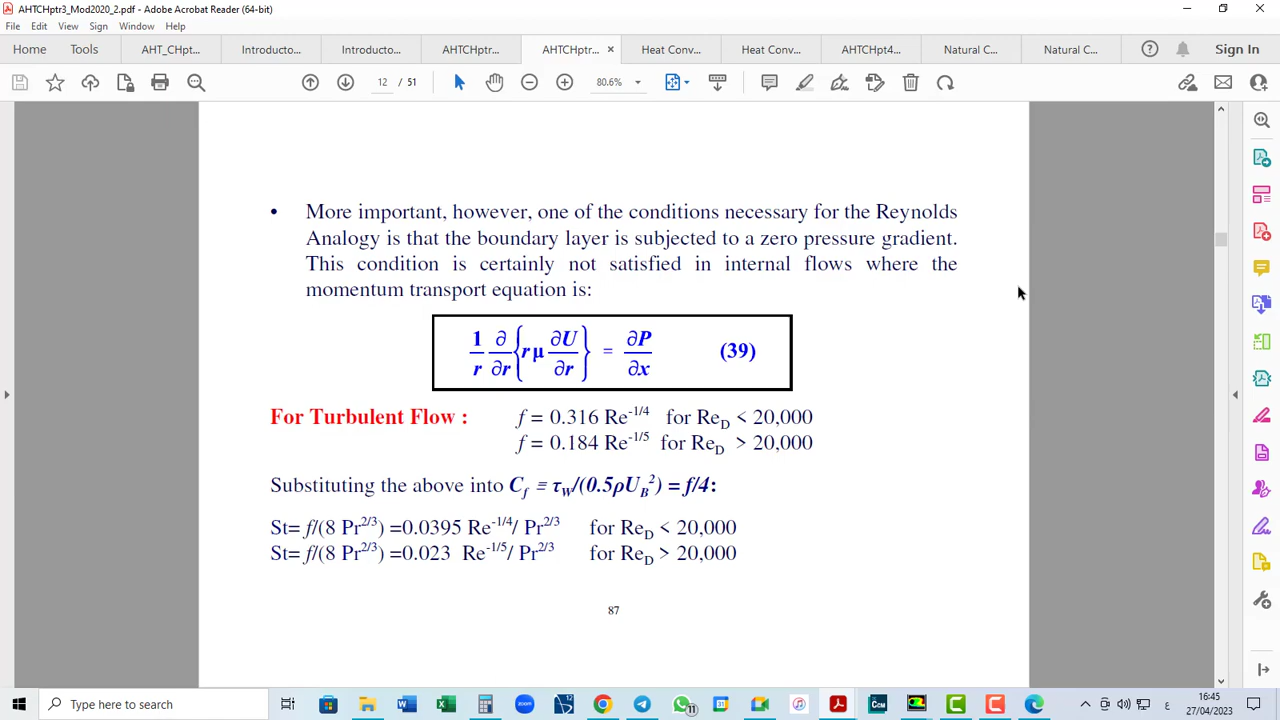 AHTCHptr3_Mod2020_2.pdf - Adobe Acrobat Reader (64-bit)
File Edit View Sign Window Help
Home Tools AHT_CHpt... Introducto... Introducto... AHTCHptr... AHTCHptr... × Heat Conv... Heat Conv... AHTCHpt4... Natural C... Natural C... Sign In
12 / 51 80.6%
• More important, however, one of the conditions necessary for the Reynolds
Analogy is that the boundary layer is subjected to a zero pressure gradient.
This condition is certainly not satisfied in internal flows where the
momentum transport equation is:
1/r ∂/∂r {r μ ∂U/∂r} = ∂P/∂x (39)
For Turbulent Flow : f = 0.316 Re^-1/4 for Re_D < 20,000
f = 0.184 Re^-1/5 for Re_D > 20,000
Substituting the above into C_f ≡ τ_W/(0.5ρU_B^2) = f/4:
St= f/(8 Pr^2/3) =0.0395 Re^-1/4/ Pr^2/3 for Re_D < 20,000
St= f/(8 Pr^2/3) =0.023 Re^-1/5/ Pr^2/3 for Re_D > 20,000
87
Type here to search
11
16:45
27/04/2023